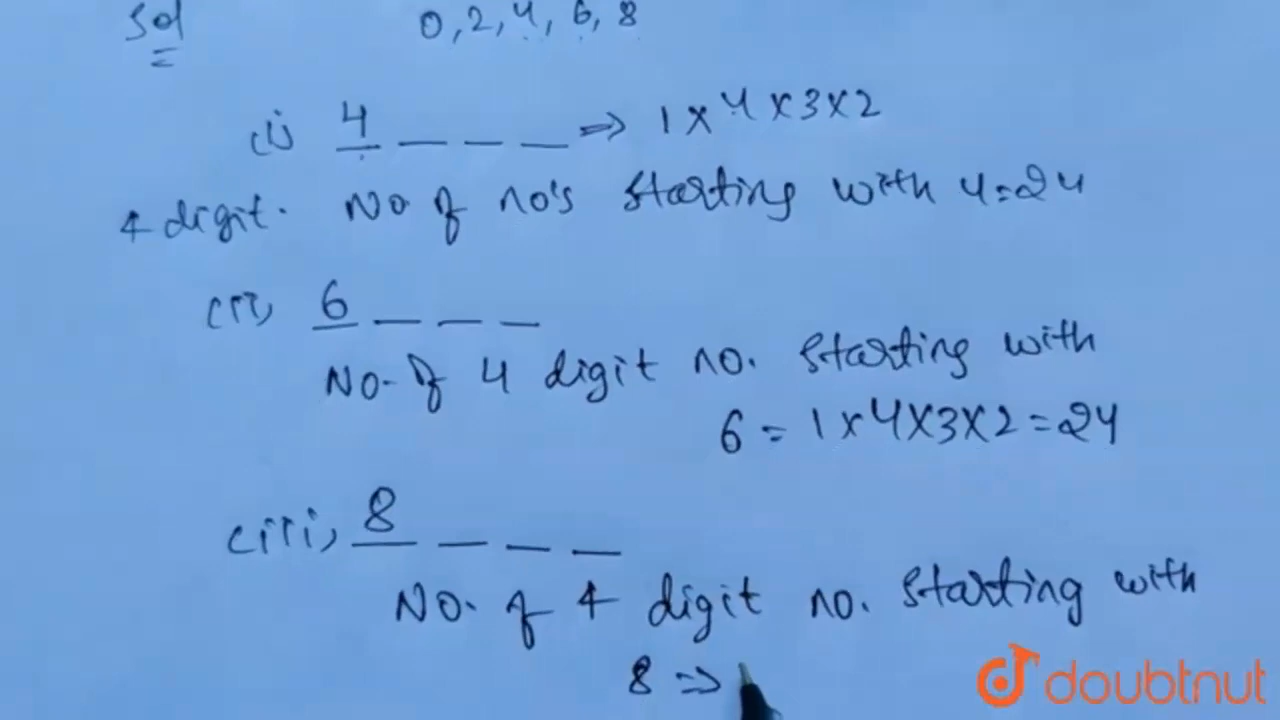 Sol 0, 2, 4, 6, 8
(i) 4 _ _ _ => 1 x 4 x 3 x 2
4 digit. No of no's starting with 4 = 24
(ii) 6 _ _ _
No. of 4 digit no. starting with
6 = 1 x 4 x 3 x 2 = 24
(iii) 8 _ _ _
No. of 4 digit no. starting with
8 =>
doubtnut